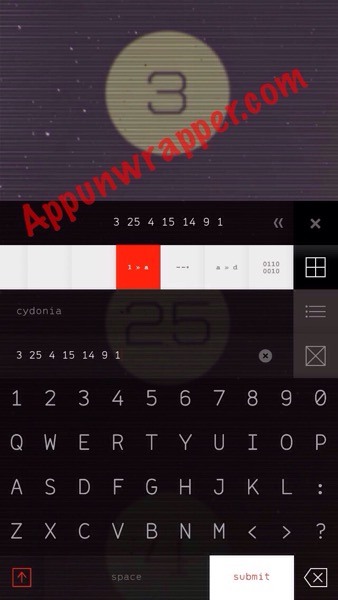 3
Appunwrapper.com
3 25 4 15 14 9 1 « ×
1 > a --• a > d 0110
0010
cydonia
25
3 25 4 15 14 9 1
1 2 3 4 5 6 7 8 9 0
Q W E R T Y U I O P
A S D F G H J K L :
Z X C V B N M < > ?
space submit